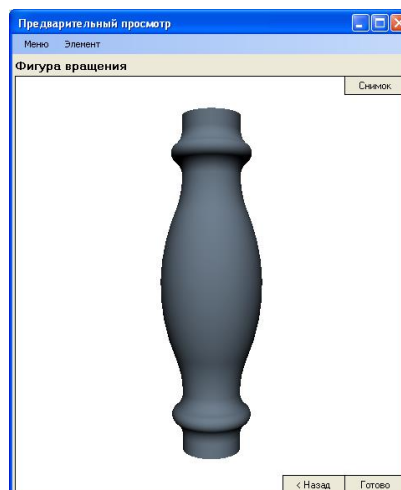 Предварительный просмотр
Меню Элемент
Фигура вращения
Снимок
< Назад Готово